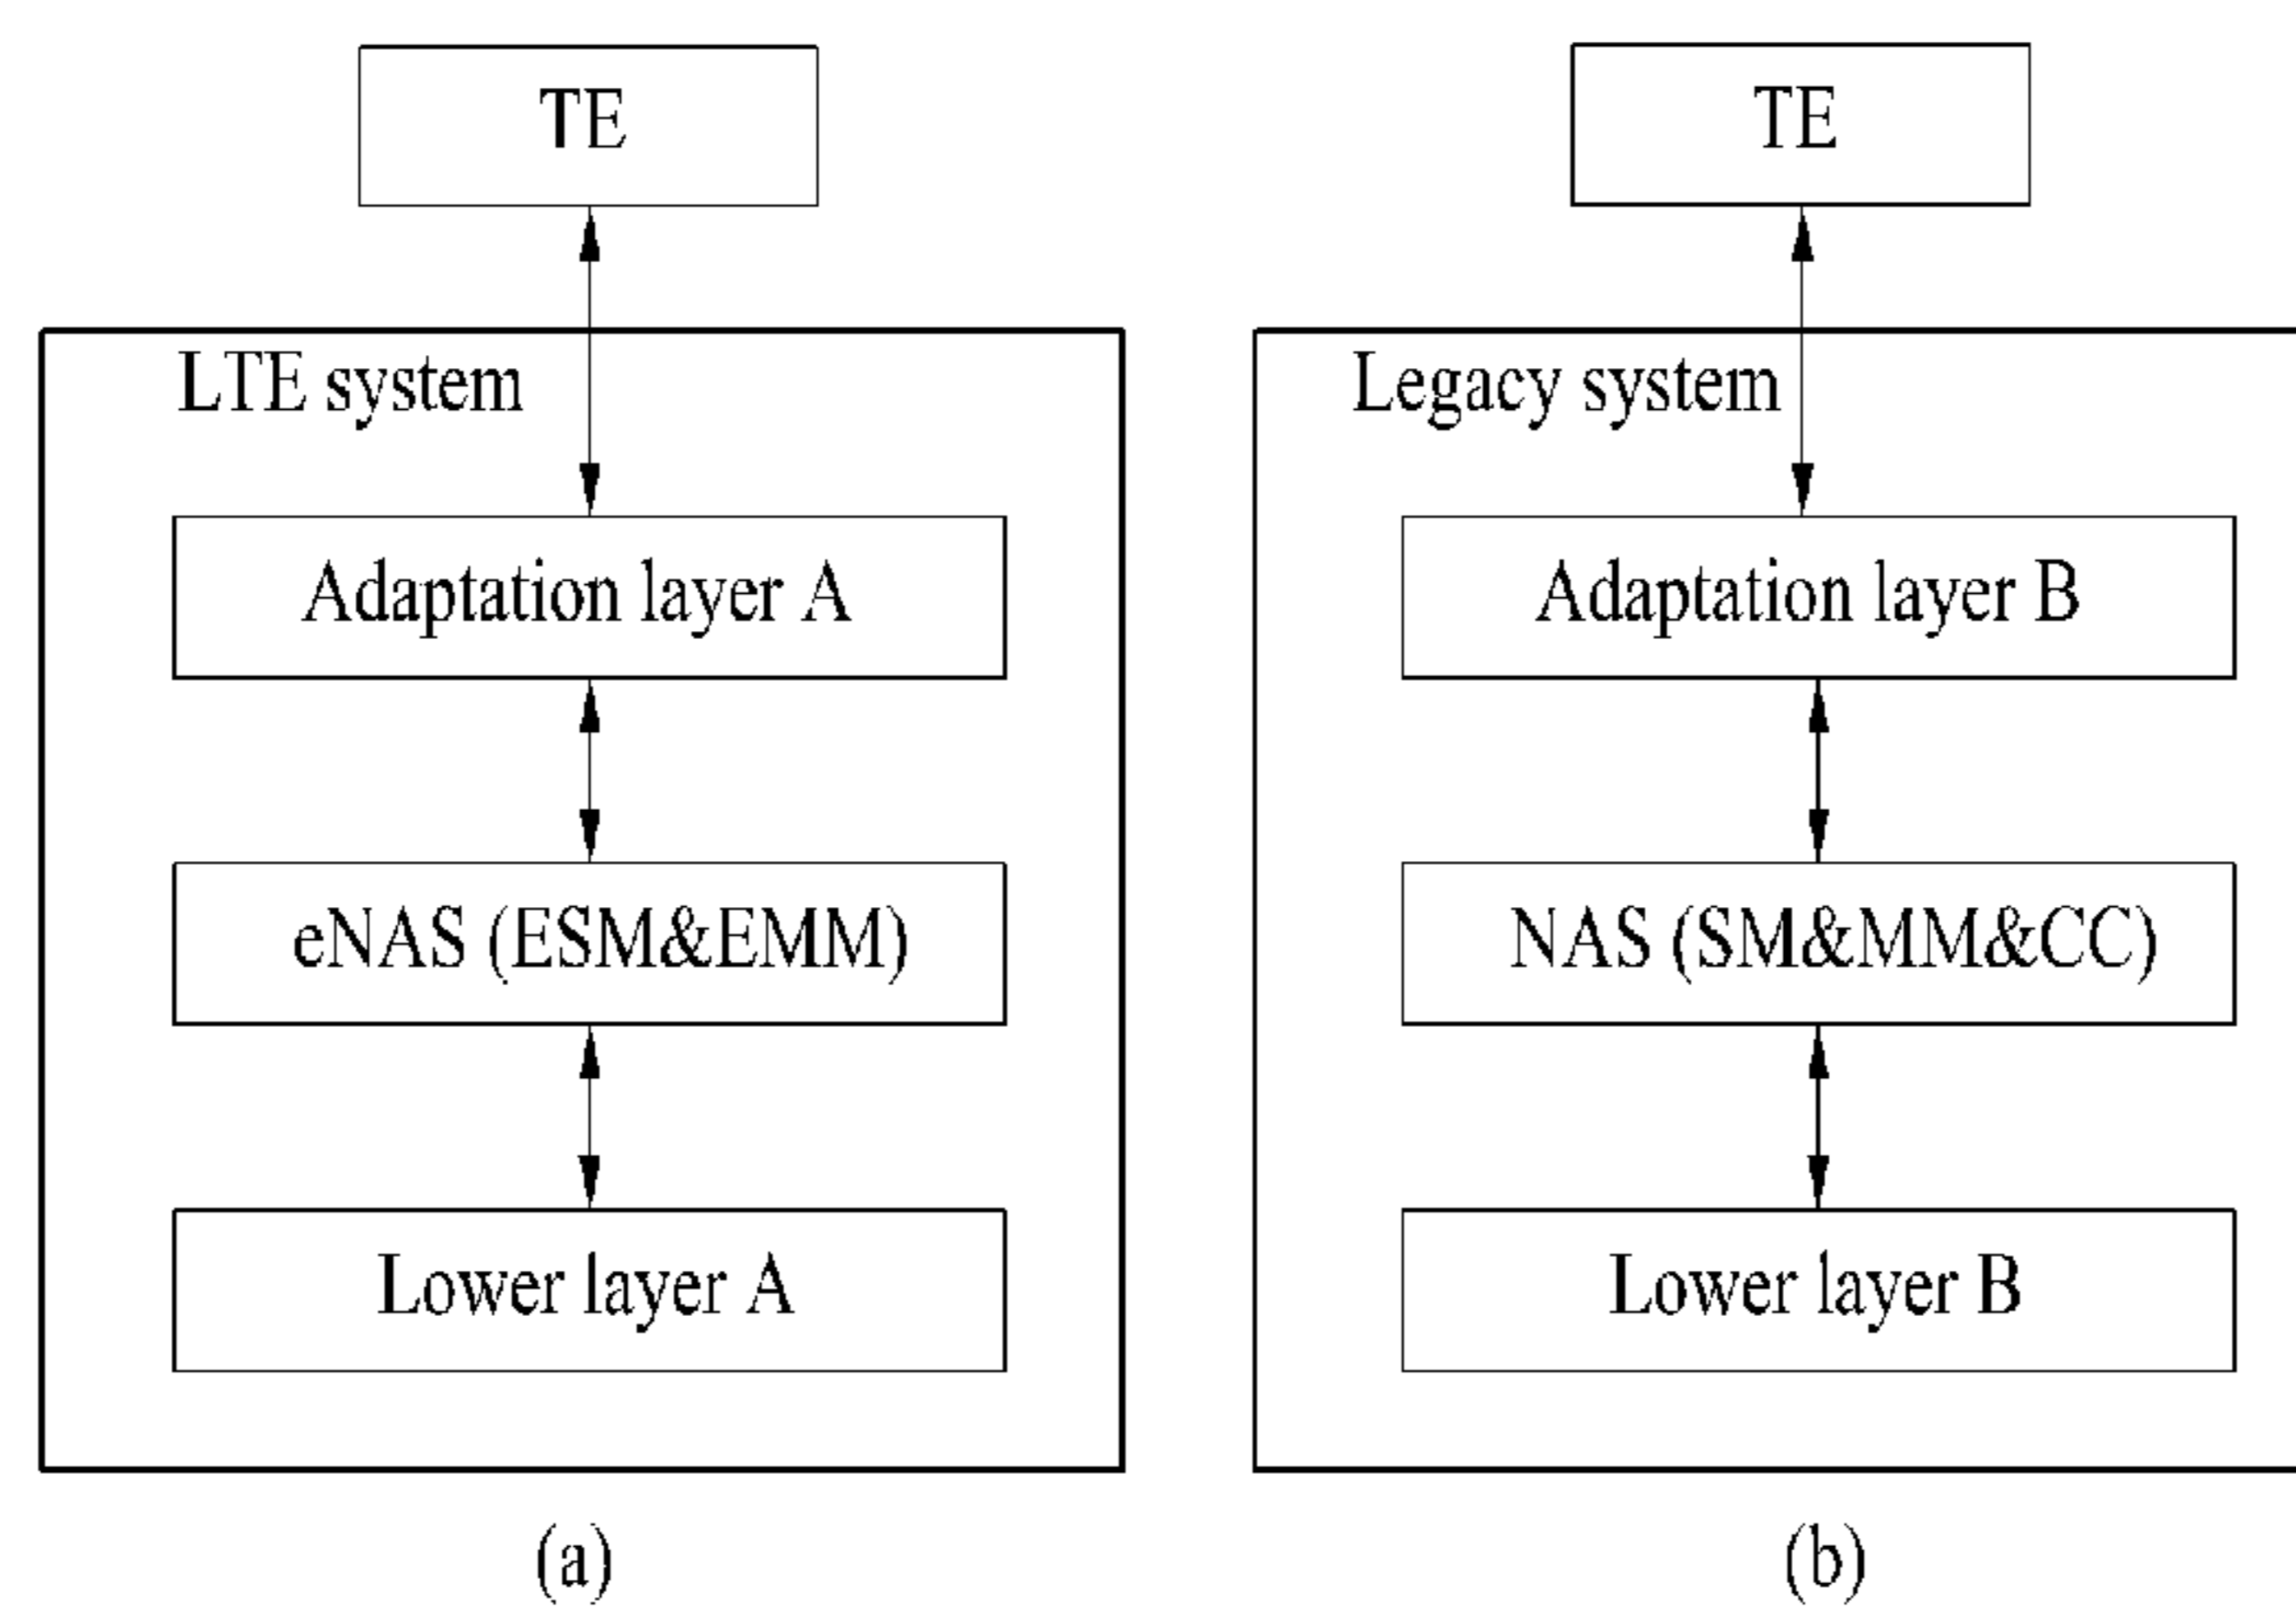 TE
LTE system
Adaptation layer A
eNAS (ESM&EMM)
Lower layer A
(a)
TE
Legacy system
Adaptation layer B
NAS (SM&MM&CC)
Lower layer B
(b)